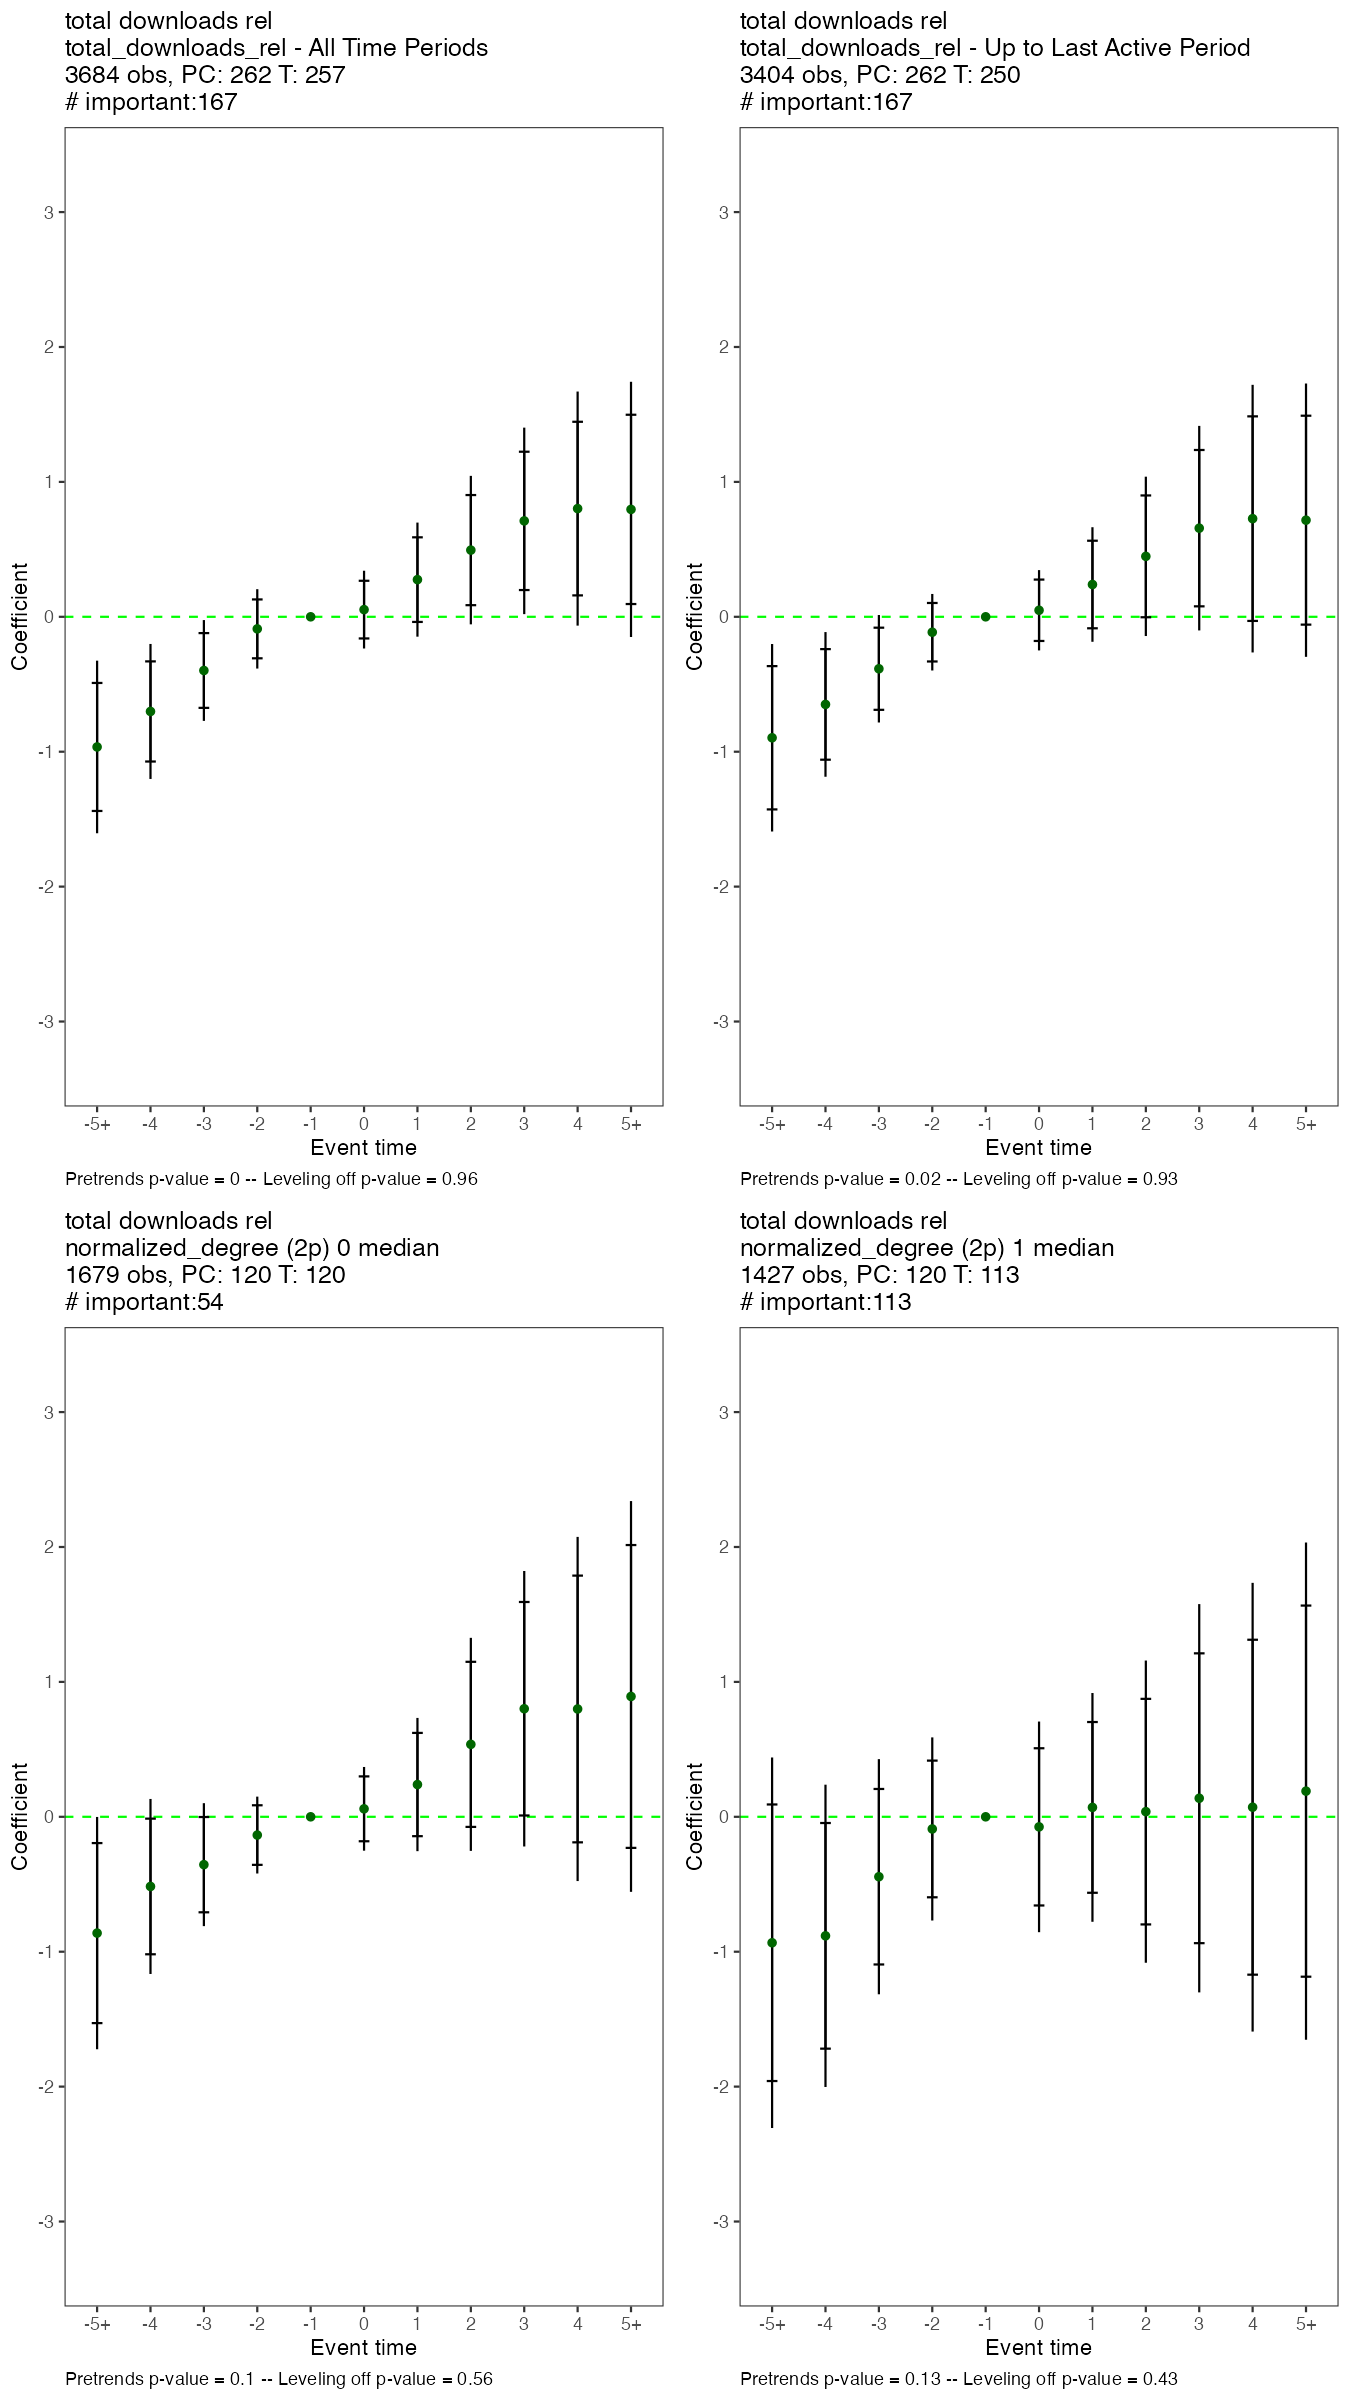 total downloads rel
total_downloads_rel - All Time Periods
3684 obs, PC: 262 T: 257
# important:167
3
2
1
0
-1
-2
-3
Coefficient
-5+ -4 -3 -2 -1 0 1 2 3 4 5+
Event time
Pretrends p-value = 0 -- Leveling off p-value = 0.96
total downloads rel
total_downloads_rel - Up to Last Active Period
3404 obs, PC: 262 T: 250
# important:167
3
2
1
0
-1
-2
-3
Coefficient
-5+ -4 -3 -2 -1 0 1 2 3 4 5+
Event time
Pretrends p-value = 0.02 -- Leveling off p-value = 0.93
total downloads rel
normalized_degree (2p) 0 median
1679 obs, PC: 120 T: 120
# important:54
3
2
1
0
-1
-2
-3
Coefficient
-5+ -4 -3 -2 -1 0 1 2 3 4 5+
Event time
Pretrends p-value = 0.1 -- Leveling off p-value = 0.56
total downloads rel
normalized_degree (2p) 1 median
1427 obs, PC: 120 T: 113
# important:113
3
2
1
0
-1
-2
-3
Coefficient
-5+ -4 -3 -2 -1 0 1 2 3 4 5+
Event time
Pretrends p-value = 0.13 -- Leveling off p-value = 0.43